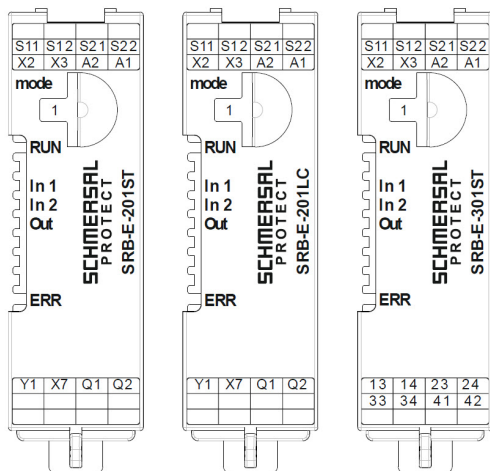 S11 S12 S21 S22
X2 X3 A2 A1
mode
1
RUN
In 1
In 2
Out
ERR
SCHMERSAL
PROTECT
SRB-E-201ST
Y1 X7 Q1 Q2
S11 S12 S21 S22
X2 X3 A2 A1
mode
1
RUN
In 1
In 2
Out
ERR
SCHMERSAL
PROTECT
SRB-E-201LC
Y1 X7 Q1 Q2
S11 S12 S21 S22
X2 X3 A2 A1
mode
1
RUN
In 1
In 2
Out
ERR
SCHMERSAL
PROTECT
SRB-E-301ST
13 14 23 24
33 34 41 42